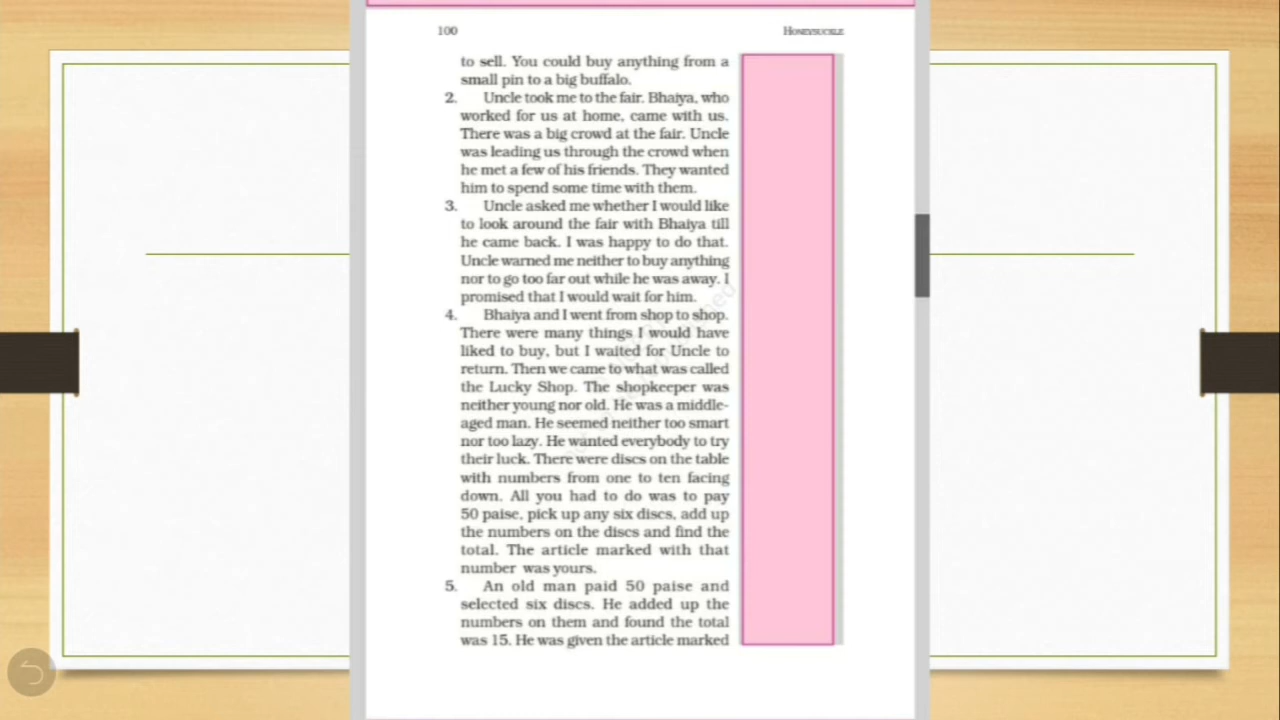 100
HONEYSUCKLE
to sell. You could buy anything from a
small pin to a big buffalo.
2. Uncle took me to the fair. Bhaiya, who
worked for us at home, came with us.
There was a big crowd at the fair. Uncle
was leading us through the crowd when
he met a few of his friends. They wanted
him to spend some time with them.
3. Uncle asked me whether I would like
to look around the fair with Bhaiya till
he came back. I was happy to do that.
Uncle warned me neither to buy anything
nor to go too far out while he was away. I
promised that I would wait for him.
4. Bhaiya and I went from shop to shop.
There were many things I would have
liked to buy, but I waited for Uncle to
return. Then we came to what was called
the Lucky Shop. The shopkeeper was
neither young nor old. He was a middle-
aged man. He seemed neither too smart
nor too lazy. He wanted everybody to try
their luck. There were discs on the table
with numbers from one to ten facing
down. All you had to do was to pay
50 paise, pick up any six discs, add up
the numbers on the discs and find the
total. The article marked with that
number was yours.
5. An old man paid 50 paise and
selected six discs. He added up the
numbers on them and found the total
was 15. He was given the article marked